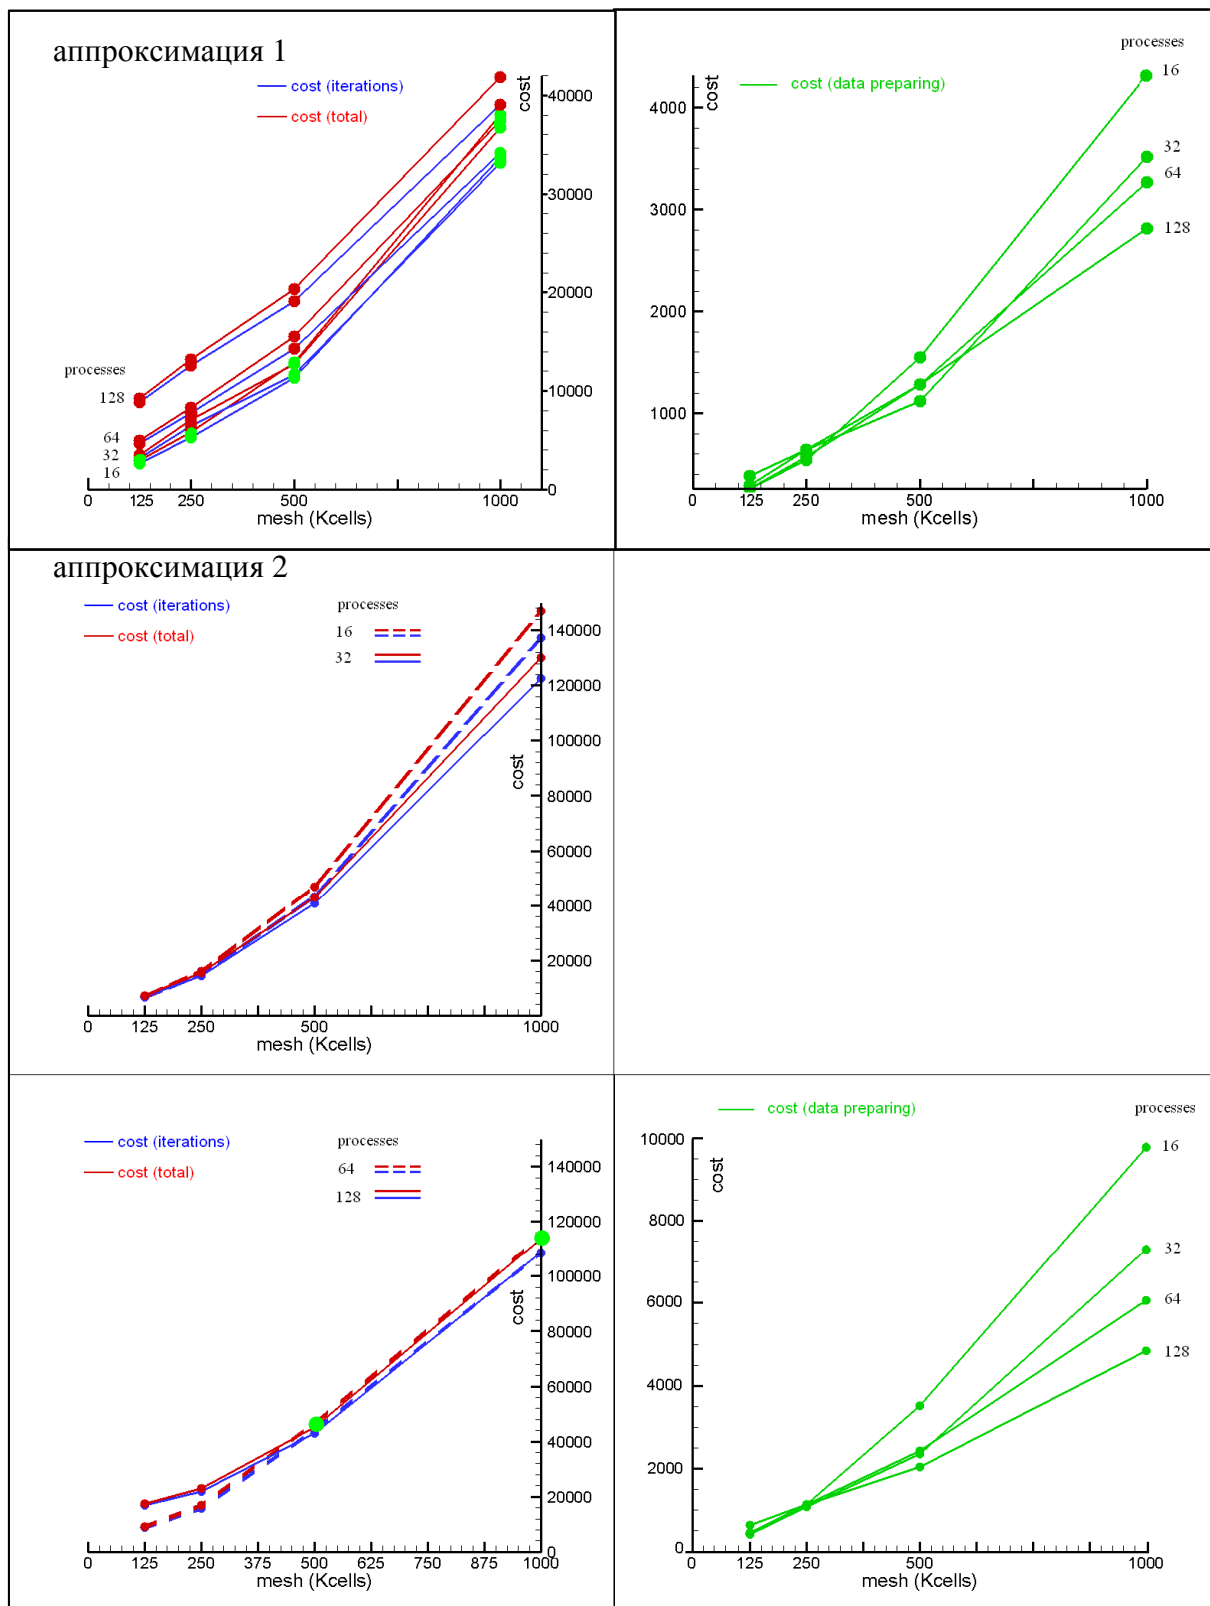 аппроксимация 1
cost (iterations)
cost (total)
cost
40000
30000
20000
10000
0
processes
128
64
32
16
0 125 250 500 1000
mesh (Kcells)
processes
cost (data preparing)
cost
4000
3000
2000
1000
16
32
64
128
0 125 250 500 1000
mesh (Kcells)
аппроксимация 2
cost (iterations)
cost (total)
processes
16
32
140000
120000
100000
80000
60000
40000
20000
cost
0 125 250 500 1000
mesh (Kcells)
cost (iterations)
cost (total)
processes
64
128
140000
120000
100000
80000
60000
40000
20000
0
cost
0 125 250 375 500 625 750 875 1000
mesh (Kcells)
cost (data preparing)
processes
10000
8000
6000
4000
2000
0
cost
16
32
64
128
0 125 250 500 1000
mesh (Kcells)